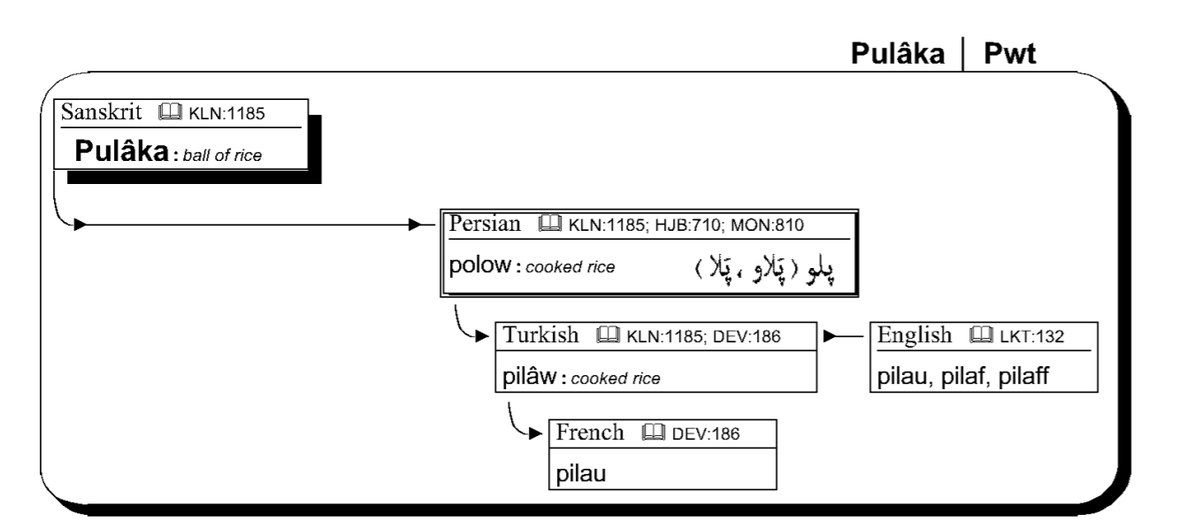 Pulâka | Pwt
Sanskrit KLN:1185
Pulâka : ball of rice
Persian KLN:1185; HJB:710; MON:810
polow : cooked rice پلو ( پَلاو ، پَلا )
Turkish KLN:1185; DEV:186
pilâw : cooked rice
English LKT:132
pilau, pilaf, pilaff
French DEV:186
pilau